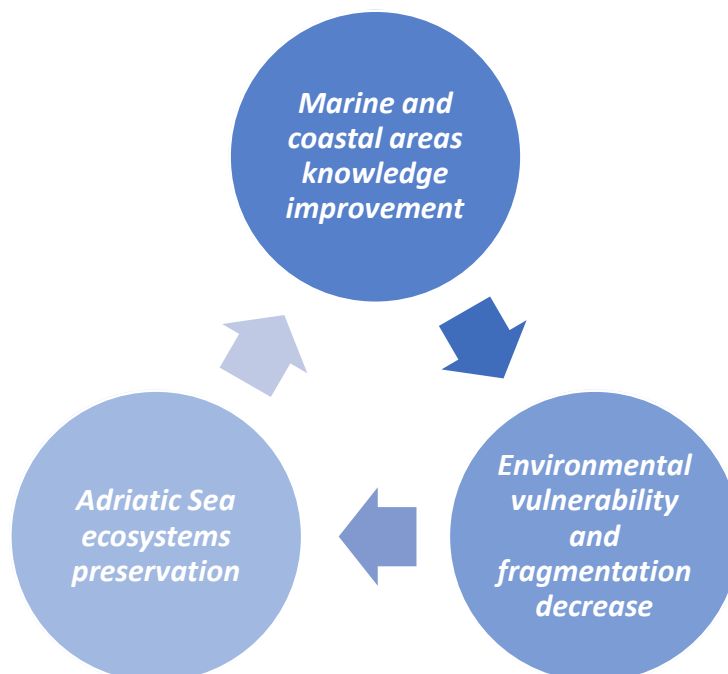 Marine and
coastal areas
knowledge
improvement
Environmental
vulnerability
and
fragmentation
decrease
Adriatic Sea
ecosystems
preservation